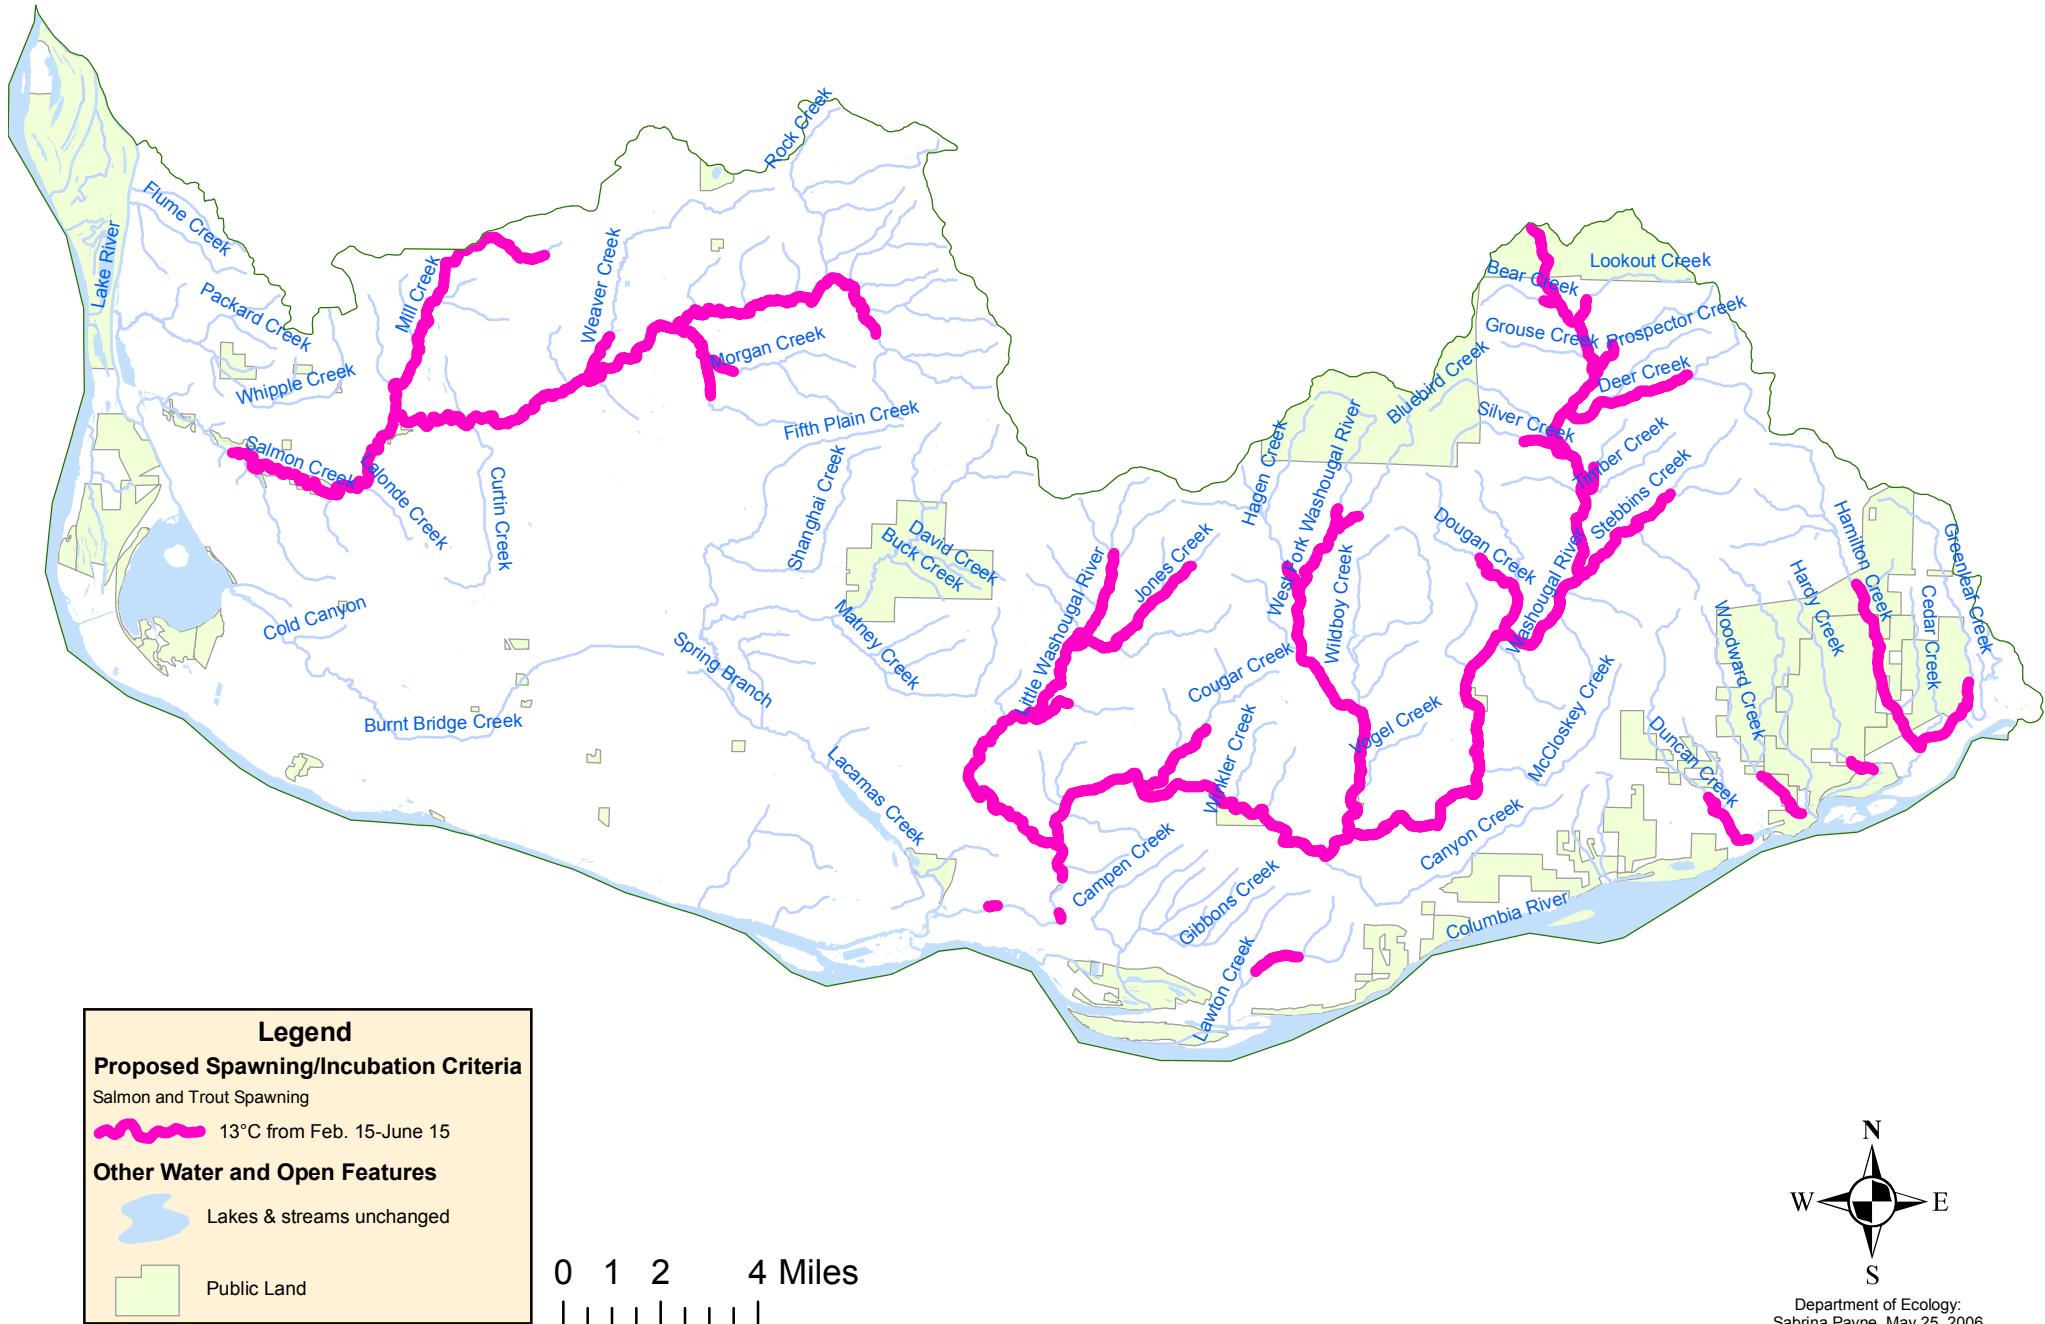 Rock Creek
Flume Creek
Lake River
Packard Creek
Mill Creek
Weaver Creek
Whipple Creek
Morgan Creek
Fifth Plain Creek
Salmon Creek
Lalonde Creek
Curtin Creek
Shanghai Creek
David Creek
Buck Creek
Cold Canyon
Matney Creek
Spring Branch
Burnt Bridge Creek
Lacamas Creek
Bear Creek
Lookout Creek
Grouse Creek
Prospector Creek
Bluebird Creek
Deer Creek
Silver Creek
Timber Creek
Stebbins Creek
Hagen Creek
West Fork Washougal River
Dougan Creek
Washougal River
Little Washougal River
Jones Creek
Wildboy Creek
Cougar Creek
Winkler Creek
Vogel Creek
McCloskey Creek
Hamilton Creek
Greenleaf Creek
Hardy Creek
Cedar Creek
Woodward Creek
Duncan Creek
Canyon Creek
Campen Creek
Gibbons Creek
Columbia River
Lawton Creek
Legend
Proposed Spawning/Incubation Criteria
Salmon and Trout Spawning
13°C from Feb. 15-June 15
Other Water and Open Features
Lakes & streams unchanged
Public Land
0 1 2 4 Miles
N
W E
S
Department of Ecology:
Sabrina Payne, May 25, 2006